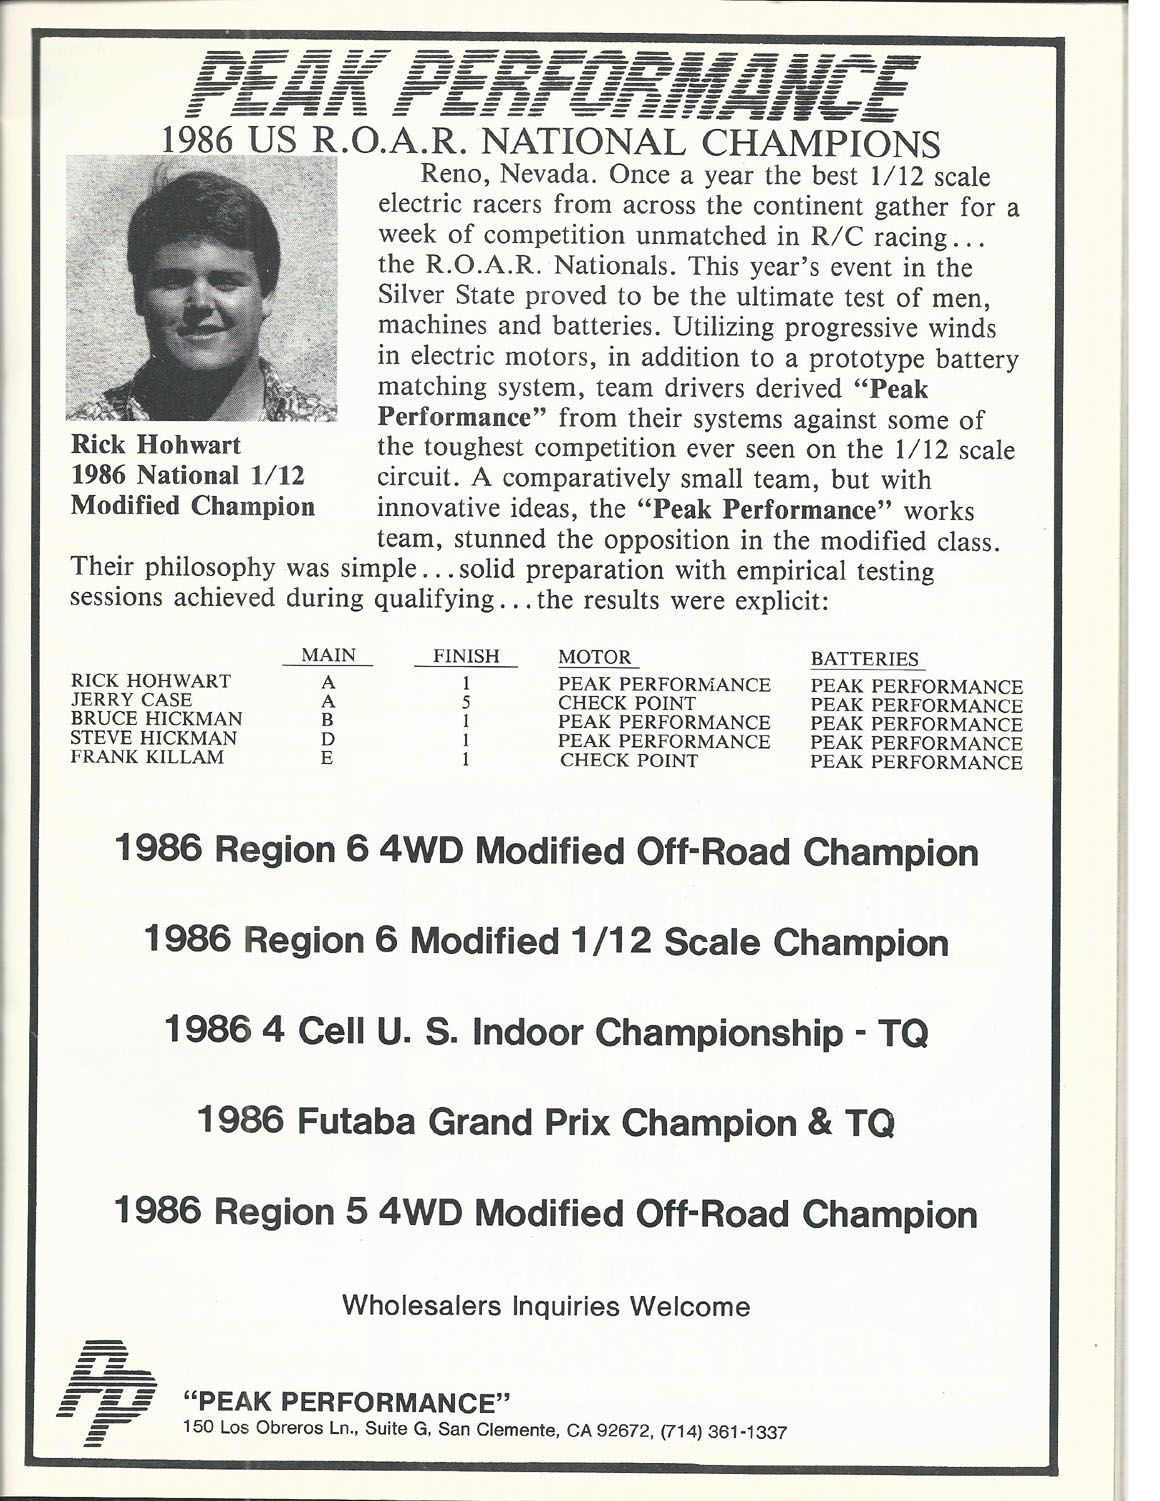 PEAK PERFORMANCE
1986 US R.O.A.R. NATIONAL CHAMPIONS
Reno, Nevada. Once a year the best 1/12 scale
electric racers from across the continent gather for a
week of competition unmatched in R/C racing...
the R.O.A.R. Nationals. This year's event in the
Silver State proved to be the ultimate test of men,
machines and batteries. Utilizing progressive winds
in electric motors, in addition to a prototype battery
matching system, team drivers derived “Peak
Performance” from their systems against some of
the toughest competition ever seen on the 1/12 scale
circuit. A comparatively small team, but with
innovative ideas, the “Peak Performance” works
team, stunned the opposition in the modified class.
Rick Hohwart
1986 National 1/12
Modified Champion
Their philosophy was simple...solid preparation with empirical testing
sessions achieved during qualifying...the results were explicit:
MAIN FINISH MOTOR BATTERIES
RICK HOHWART A 1 PEAK PERFORMANCE PEAK PERFORMANCE
JERRY CASE A 5 CHECK POINT PEAK PERFORMANCE
BRUCE HICKMAN B 1 PEAK PERFORMANCE PEAK PERFORMANCE
STEVE HICKMAN D 1 PEAK PERFORMANCE PEAK PERFORMANCE
FRANK KILLAM E 1 CHECK POINT PEAK PERFORMANCE
1986 Region 6 4WD Modified Off-Road Champion
1986 Region 6 Modified 1/12 Scale Champion
1986 4 Cell U. S. Indoor Championship - TQ
1986 Futaba Grand Prix Champion & TQ
1986 Region 5 4WD Modified Off-Road Champion
Wholesalers Inquiries Welcome
PP
“PEAK PERFORMANCE”
150 Los Obreros Ln., Suite G, San Clemente, CA 92672, (714) 361-1337